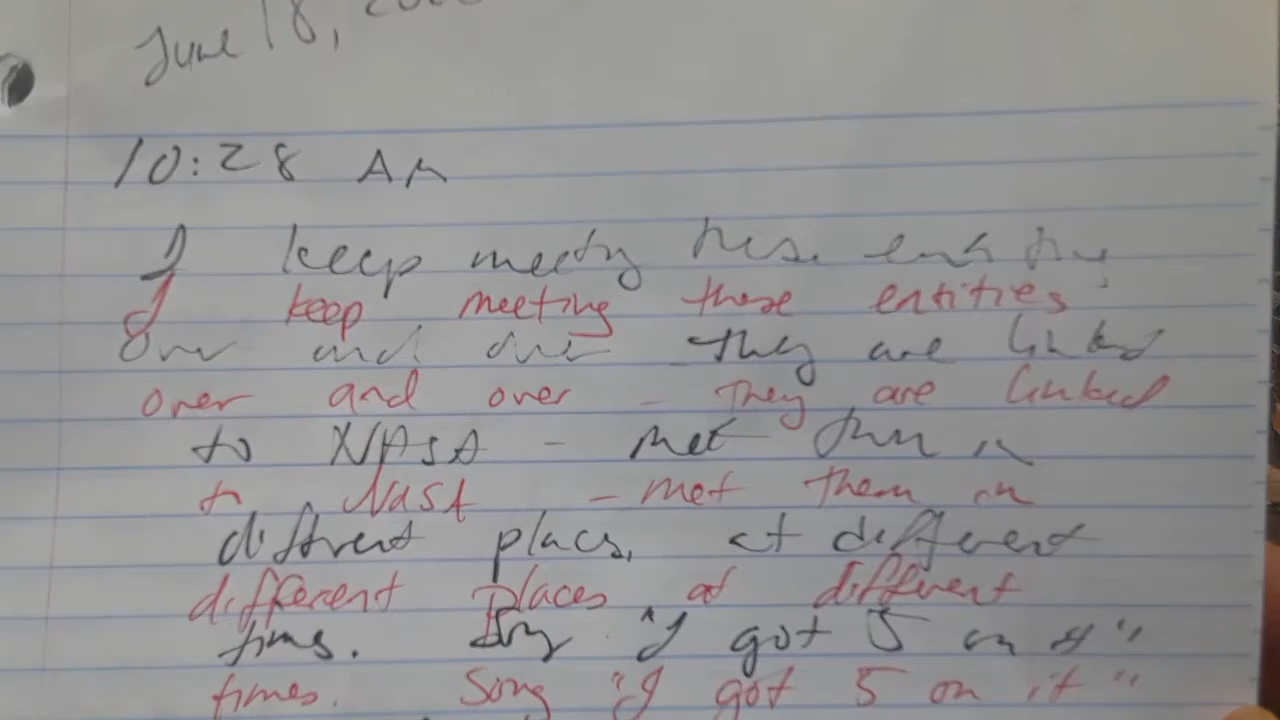 June 18,
10:28 AM
I keep meeting these entities
I keep meeting these entities
over and over they are linked
over and over - They are linked
to NASA - met them in
to NASA - met them in
different places, at different
different places at different
times. Song "I got 5 on it"
times. Song "I got 5 on it"